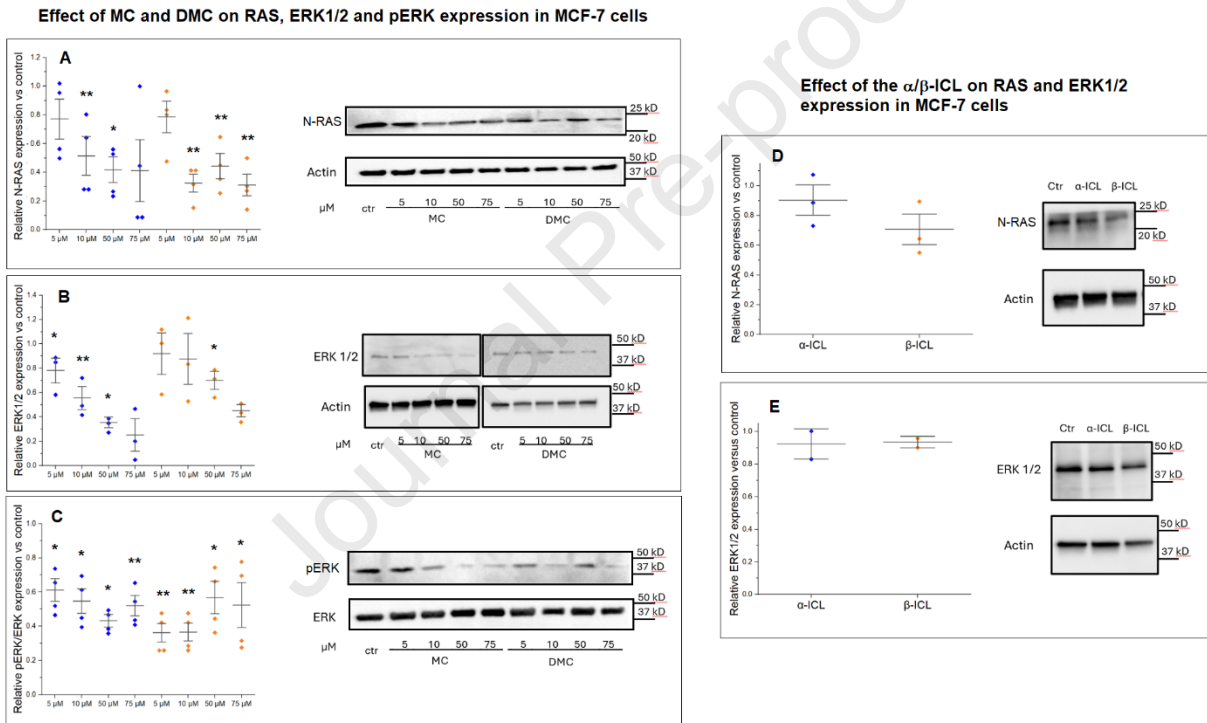 Effect of MC and DMC on RAS, ERK1/2 and pERK expression in MCF-7 cells
A
Relative N-RAS expression vs control
1.2
1.0
0.8
0.6
0.4
0.2
0.0
** * ** ** **
5 µM 10 µM 50 µM 75 µM 5 µM 10 µM 50 µM 75 µM
N-RAS
25 kD
20 kD
Actin
50 kD
37 kD
µM ctr 5 10 50 75 5 10 50 75
MC DMC
B
Relative ERK1/2 expression vs control
1.4
1.2
1.0
0.8
0.6
0.4
0.2
0.0
* ** * *
5 µM 10 µM 50 µM 75 µM 5 µM 10 µM 50 µM 75 µM
ERK 1/2
50 kD
37 kD
Actin
50 kD
37 kD
µM ctr 5 10 50 75 ctr 5 10 50 75
MC DMC
C
Relative pERK/ERK expression vs control
1.0
0.8
0.6
0.4
0.2
0.0
* * * ** ** ** * *
5 µM 10 µM 50 µM 75 µM 5 µM 10 µM 50 µM 75 µM
pERK
50 kD
37 kD
ERK
50 kD
37 kD
µM ctr 5 10 50 75 5 10 50 75
MC DMC
Effect of the α/β-ICL on RAS and ERK1/2
expression in MCF-7 cells
D
Relative N-RAS expression vs control
1.0
0.8
0.6
0.4
0.2
0.0
α-ICL β-ICL
Ctr α-ICL β-ICL
N-RAS
25 kD
20 kD
Actin
50 kD
37 kD
E
Relative ERK1/2 expression versus control
1.0
0.8
0.6
0.4
0.2
0.0
α-ICL β-ICL
Ctr α-ICL β-ICL
ERK 1/2
50 kD
37 kD
Actin
50 kD
37 kD
Journal Pre-proo